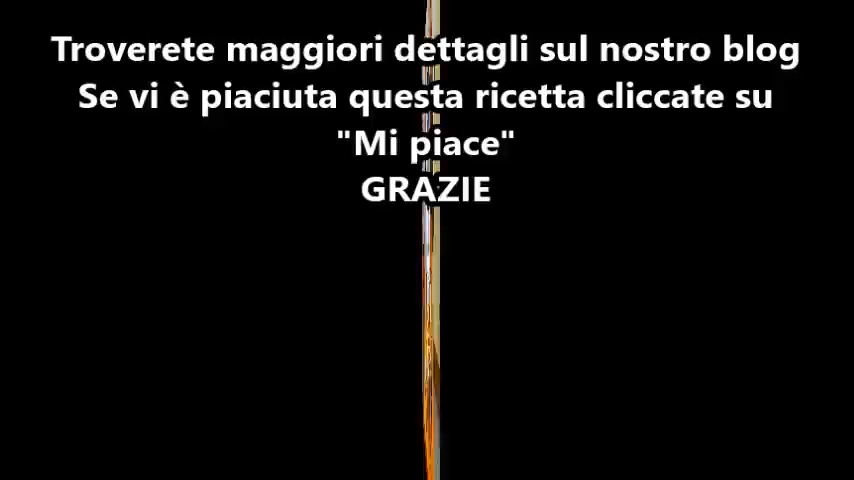 Troverete maggiori dettagli sul nostro blog
Se vi è piaciuta questa ricetta cliccate su
"Mi piace"
GRAZIE